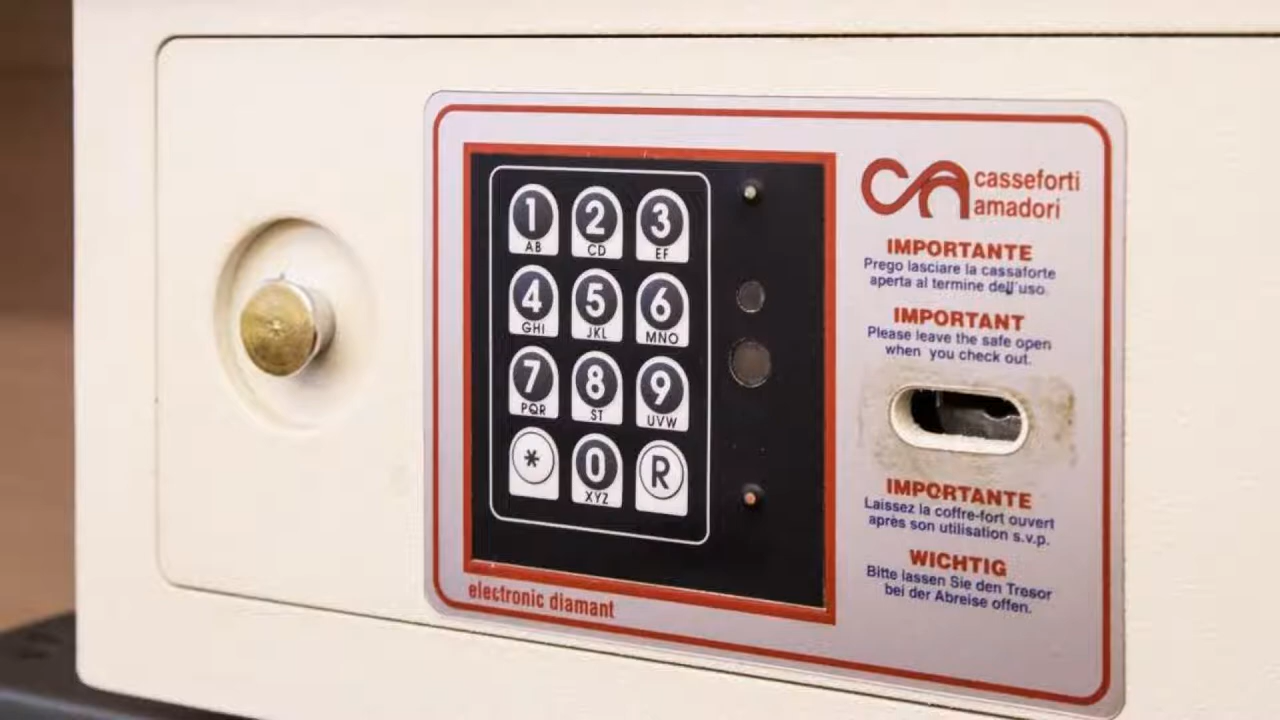 1 2 3
AB CD EF
4 5 6
GHI JKL MNO
7 8 9
PQR ST UVW
* 0 R
XYZ
electronic diamant
ca casseforti
amadori
IMPORTANTE
Prego lasciare la cassaforte
aperta al termine dell'uso.
IMPORTANT
Please leave the safe open
when you check out.
IMPORTANTE
Laissez la coffre-fort ouvert
après son utilisation s.v.p.
WICHTIG
Bitte lassen Sie den Tresor
bei der Abreise offen.